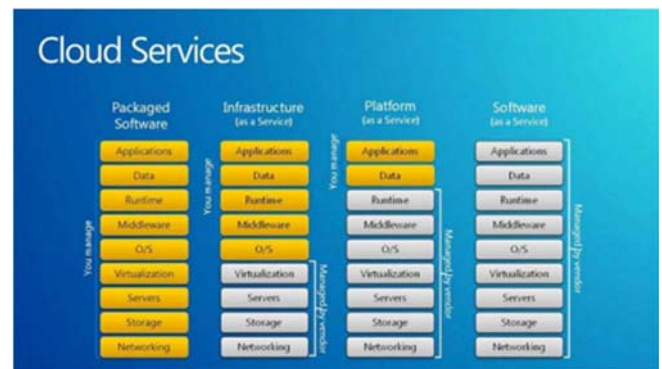 Cloud Services
Packaged
Software
Applications
Data
Runtime
Middleware
O/S
Virtualization
Servers
Storage
Networking
You manage
Infrastructure
(as a Service)
Applications
Data
Runtime
Middleware
O/S
Virtualization
Servers
Storage
Networking
You manage
Managed by vendor
Platform
(as a Service)
Applications
Data
Runtime
Middleware
O/S
Virtualization
Servers
Storage
Networking
You manage
Managed by vendor
Software
(as a Service)
Applications
Data
Runtime
Middleware
O/S
Virtualization
Servers
Storage
Networking
Managed by vendor